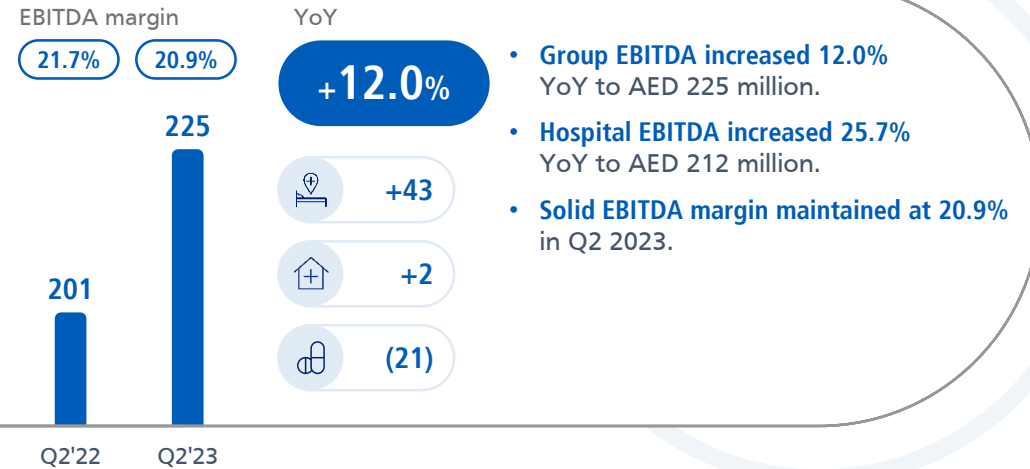 EBITDA margin
21.7%
20.9%
201
225
Q2'22
Q2'23
YoY
+12.0%
+43
+2
(21)
• Group EBITDA increased 12.0%
YoY to AED 225 million.
• Hospital EBITDA increased 25.7%
YoY to AED 212 million.
• Solid EBITDA margin maintained at 20.9%
in Q2 2023.